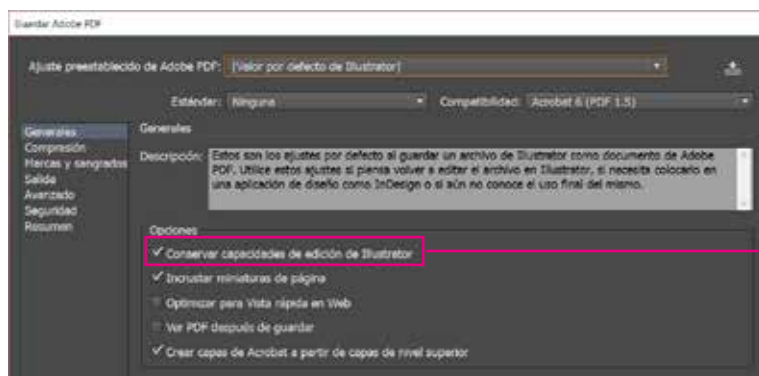 Guardar Adobe PDF
Ajuste preestablecido de Adobe PDF: [Valor por defecto de Illustrator]
Estándar: Ninguna Compatibilidad: Acrobat 6 (PDF 1.5)
Generales
Compresión
Marcas y sangrados
Salida
Avanzado
Seguridad
Resumen
Generales
Descripción: Estos son los ajustes por defecto al guardar un archivo de Illustrator como documento de Adobe
PDF. Utilice estos ajustes si piensa volver a editar el archivo en Illustrator, si necesita colocarlo en
una aplicación de diseño como InDesign o si aún no conoce el uso final del mismo.
Opciones
Conservar capacidades de edición de Illustrator
Incrustar miniaturas de página
Optimizar para Vista rápida en Web
Ver PDF después de guardar
Crear capas de Acrobat a partir de capas de nivel superior